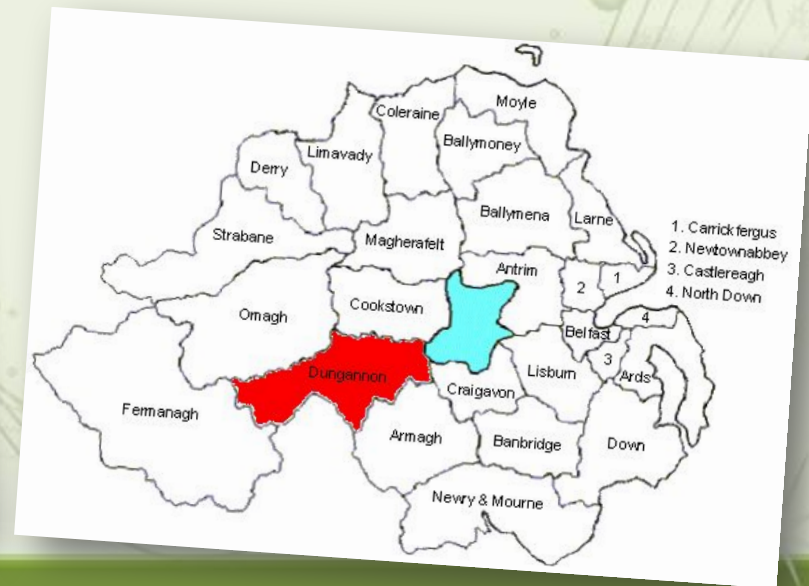 Moyle
Coleraine
Ballymoney
Limavady
Derry
Ballymena
Larne
Strabane
Magherafelt
1. Carrickfergus
2. Newtownabbey
3. Castlereagh
4. North Down
Antrim
1
2
Cookstown
Omagh
4
Belfast
3
Ards
Lisburn
Dungannon
Craigavon
Fermanagh
Armagh
Banbridge
Down
Newry & Mourne